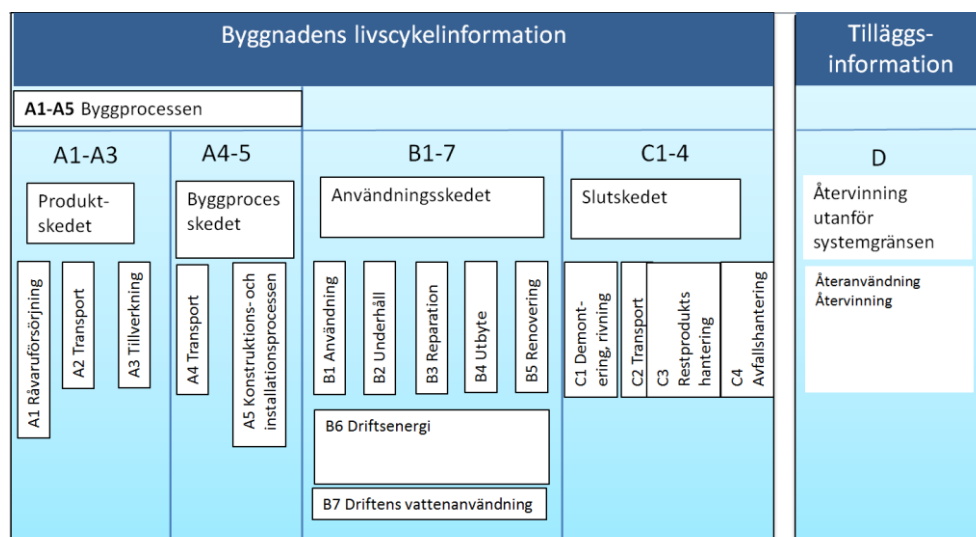 Byggnadens livscykelinformation
Tilläggs-
information
A1-A5 Byggprocessen
A1-A3
A4-5
B1-7
C1-4
D
Produkt-
skedet
Byggproces
skedet
Användningsskedet
Slutskedet
Återvinning
utanför
systemgränsen
A1 Råvaruförsörjning
A2 Transport
A3 Tillverkning
A4 Transport
A5 Konstruktions- och
installationsprocessen
B1 Användning
B2 Underhåll
B3 Reparation
B4 Utbyte
B5 Renovering
C1 Demont-
ering, rivning
C2 Transport
C3
Restprodukts
hantering
C4
Avfallshantering
Återanvändning
Återvinning
B6 Driftsenergi
B7 Driftens vattenanvändning